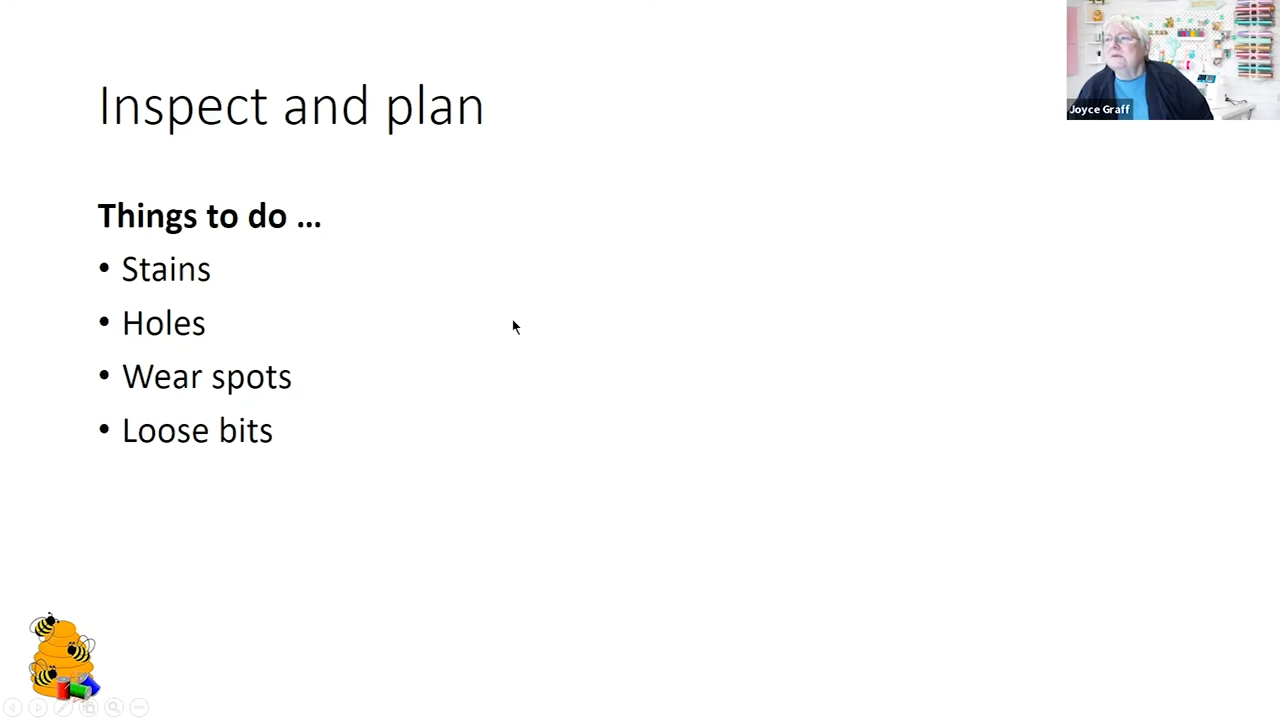 Inspect and plan
Joyce Graff
Things to do ...
• Stains
• Holes
• Wear spots
• Loose bits